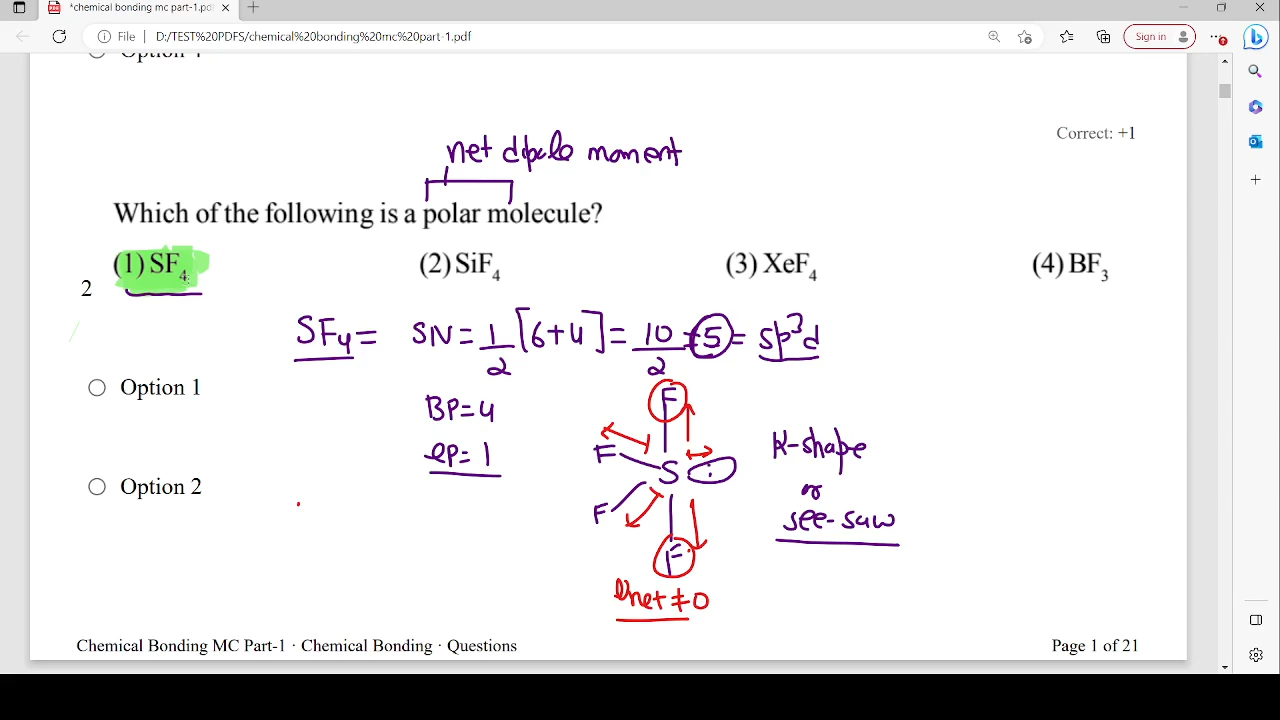 *chemical bonding mc part-1.pdf
File
D:/TEST%20PDFS/chemical%20bonding%20mc%20part-1.pdf
Sign in
Correct: +1
net dipole moment
Which of the following is a polar molecule?
(1) SF4 (2) SiF4 (3) XeF4 (4) BF3
2
SF4 = SN = 1/2 [6+4] = 10/2 = 5 = sp³d
BP=4
lp=1
F
F
S
F
F
K-shape
or
see-saw
Option 1
Option 2
μnet ≠ 0
Chemical Bonding MC Part-1 · Chemical Bonding · Questions
Page 1 of 21